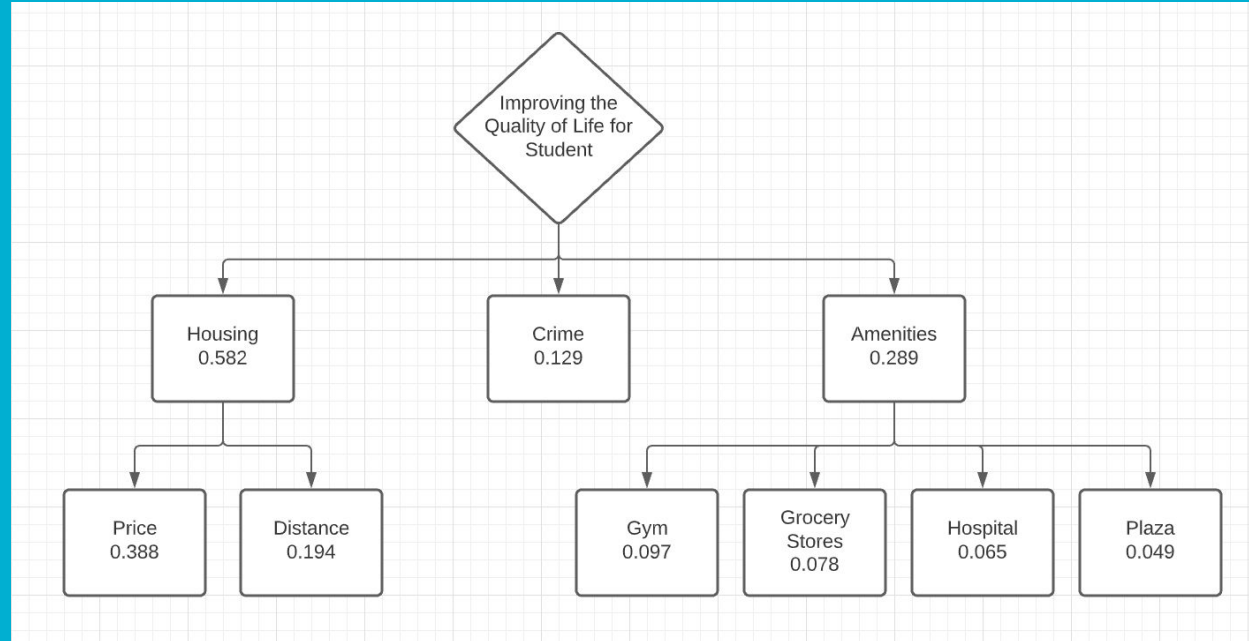 Improving the
Quality of Life for
Student
Housing
0.582
Crime
0.129
Amenities
0.289
Price
0.388
Distance
0.194
Gym
0.097
Grocery
Stores
0.078
Hospital
0.065
Plaza
0.049